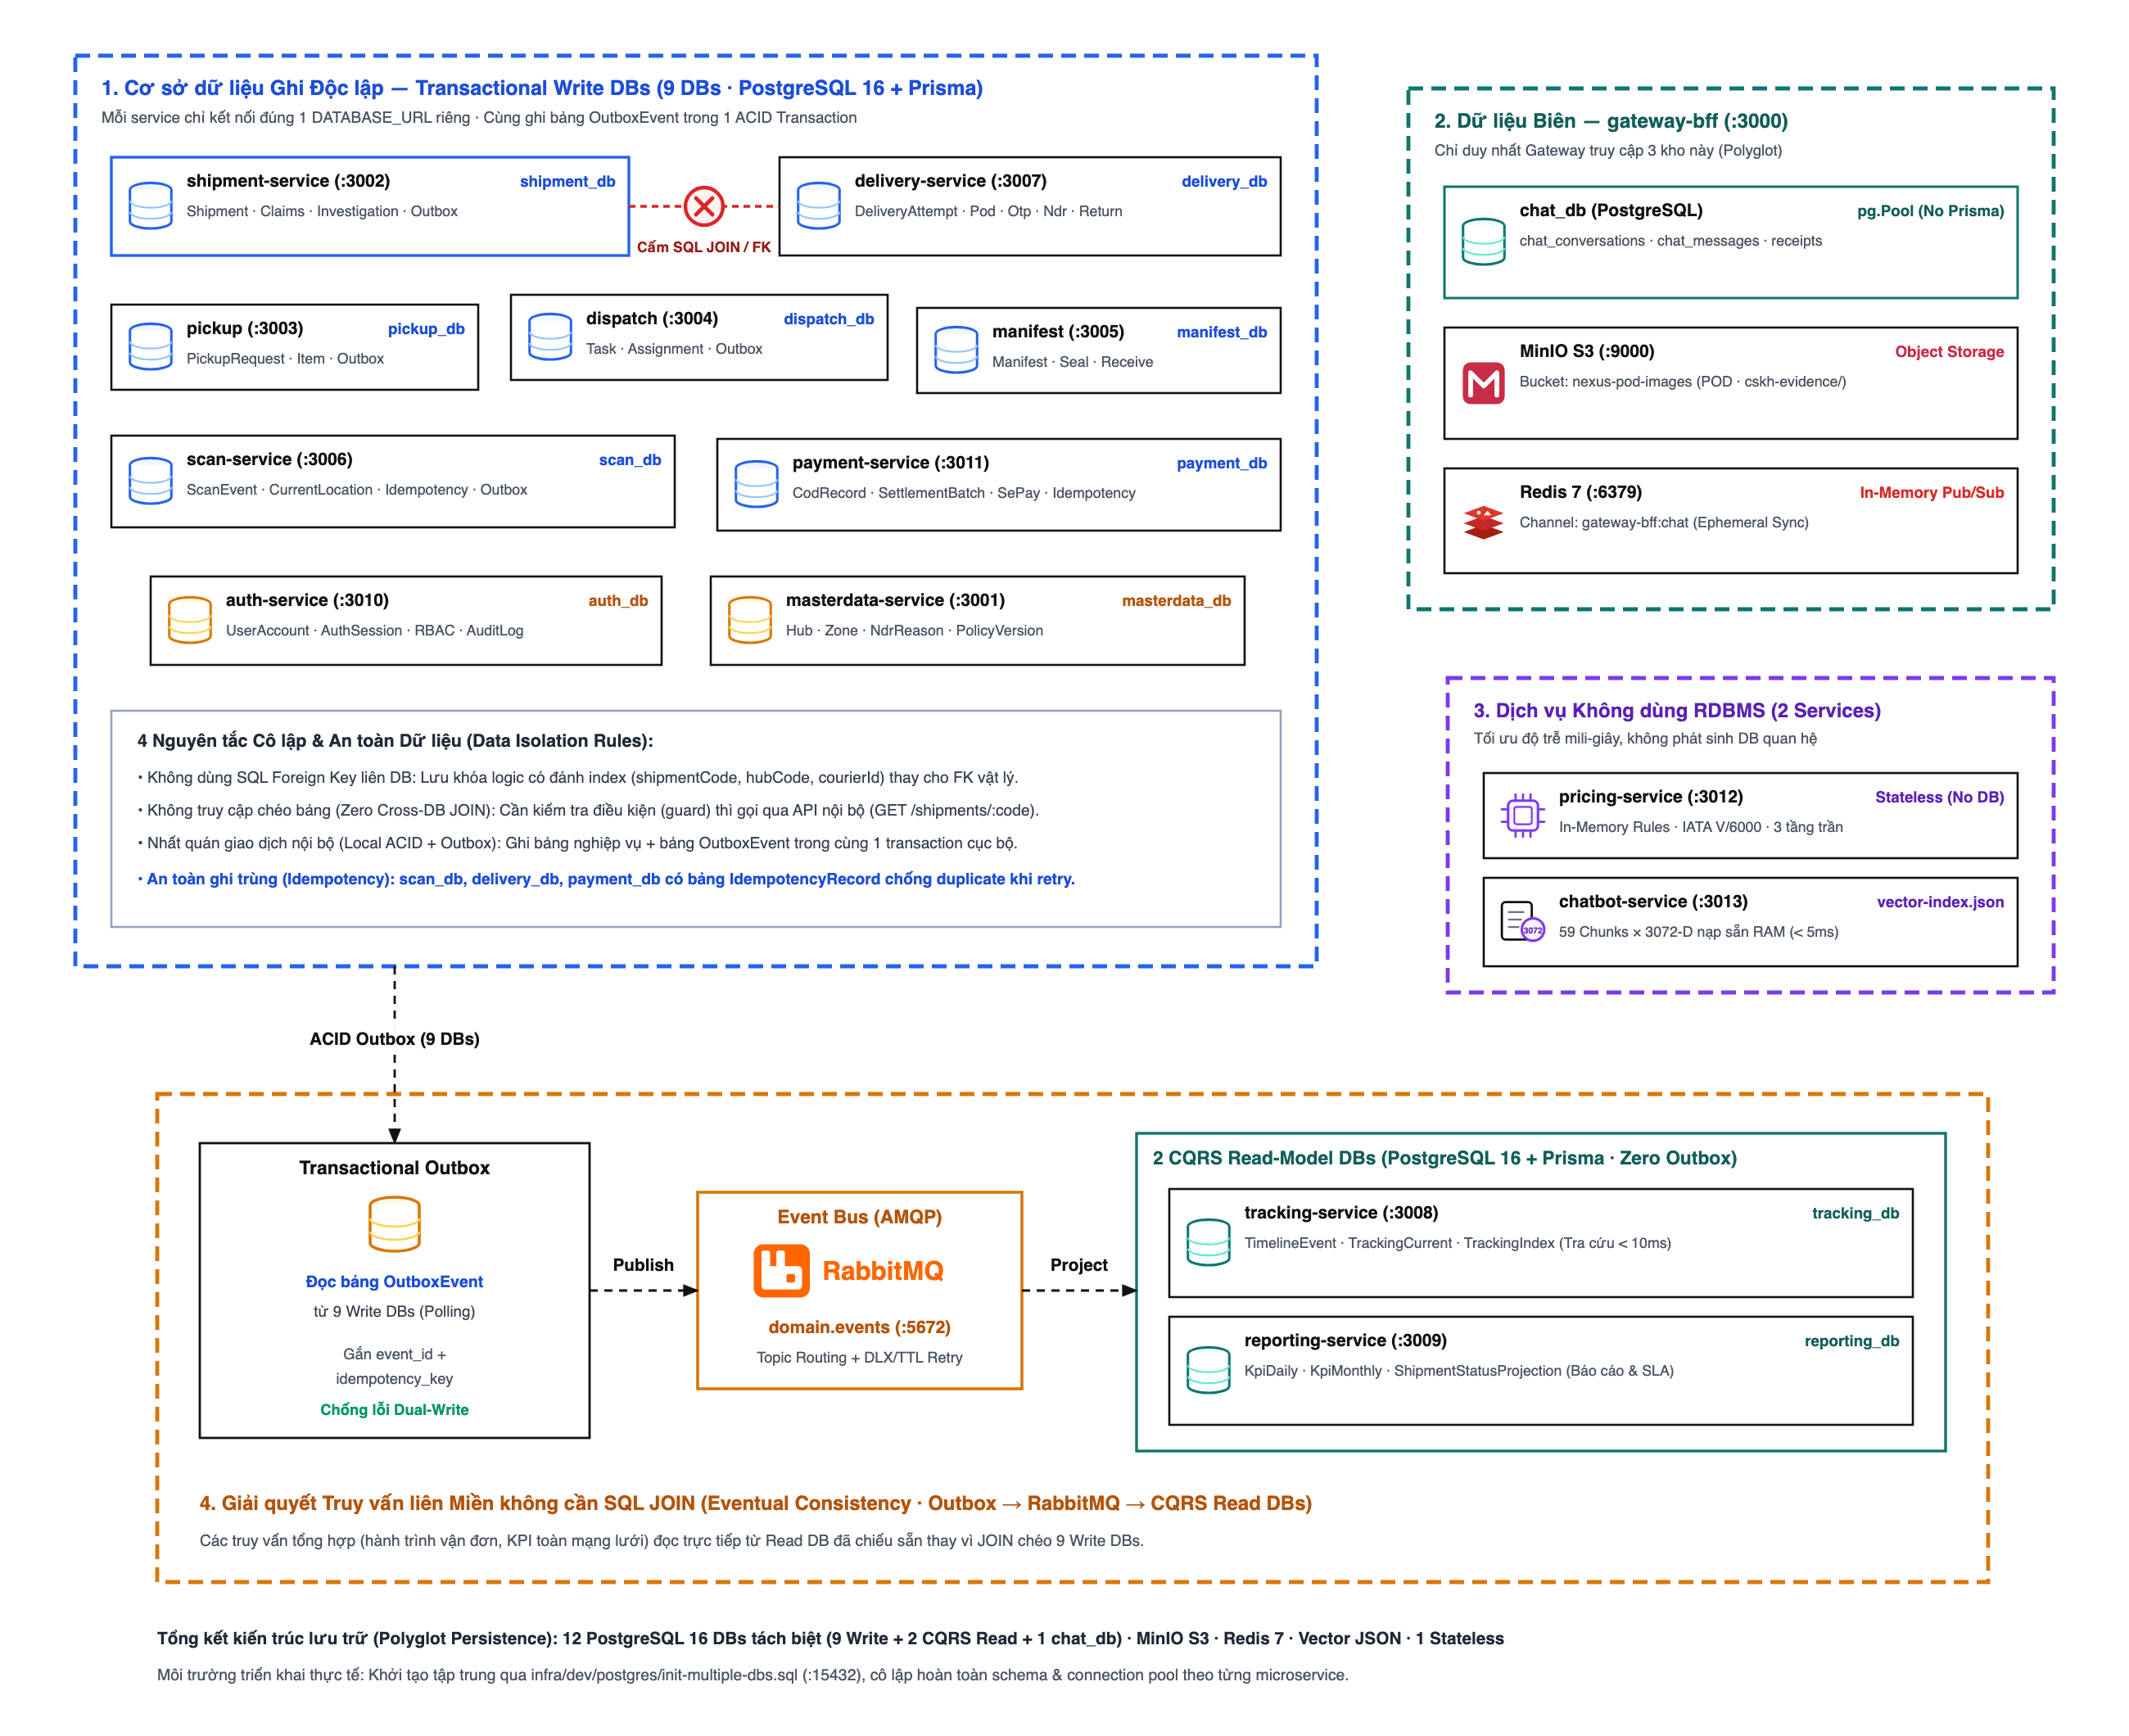 1. Cơ sở dữ liệu Ghi Độc lập — Transactional Write DBs (9 DBs · PostgreSQL 16 + Prisma)
Mỗi service chỉ kết nối đúng 1 DATABASE_URL riêng · Cùng ghi bảng OutboxEvent trong 1 ACID Transaction
shipment-service (:3002)
shipment_db
Shipment · Claims · Investigation · Outbox
Cấm SQL JOIN / FK
delivery-service (:3007)
delivery_db
DeliveryAttempt · Pod · Otp · Ndr · Return
pickup (:3003)
pickup_db
PickupRequest · Item · Outbox
dispatch (:3004)
dispatch_db
Task · Assignment · Outbox
manifest (:3005)
manifest_db
Manifest · Seal · Receive
scan-service (:3006)
scan_db
ScanEvent · CurrentLocation · Idempotency · Outbox
payment-service (:3011)
payment_db
CodRecord · SettlementBatch · SePay · Idempotency
auth-service (:3010)
auth_db
UserAccount · AuthSession · RBAC · AuditLog
masterdata-service (:3001)
masterdata_db
Hub · Zone · NdrReason · PolicyVersion
4 Nguyên tắc Cô lập & An toàn Dữ liệu (Data Isolation Rules):
• Không dùng SQL Foreign Key liên DB: Lưu khóa logic có đánh index (shipmentCode, hubCode, courierId) thay cho FK vật lý.
• Không truy cập chéo bảng (Zero Cross-DB JOIN): Cần kiểm tra điều kiện (guard) thì gọi qua API nội bộ (GET /shipments/:code).
• Nhất quán giao dịch nội bộ (Local ACID + Outbox): Ghi bảng nghiệp vụ + bảng OutboxEvent trong cùng 1 transaction cục bộ.
• An toàn ghi trùng (Idempotency): scan_db, delivery_db, payment_db có bảng IdempotencyRecord chống duplicate khi retry.
2. Dữ liệu Biên — gateway-bff (:3000)
Chỉ duy nhất Gateway truy cập 3 kho này (Polyglot)
chat_db (PostgreSQL)
pg.Pool (No Prisma)
chat_conversations · chat_messages · receipts
MinIO S3 (:9000)
Object Storage
Bucket: nexus-pod-images (POD · cskh-evidence/)
Redis 7 (:6379)
In-Memory Pub/Sub
Channel: gateway-bff:chat (Ephemeral Sync)
3. Dịch vụ Không dùng RDBMS (2 Services)
Tối ưu độ trễ mili-giây, không phát sinh DB quan hệ
pricing-service (:3012)
Stateless (No DB)
In-Memory Rules · IATA V/6000 · 3 tầng trần
chatbot-service (:3013)
vector-index.json
3072
59 Chunks × 3072-D nạp sẵn RAM (< 5ms)
ACID Outbox (9 DBs)
Transactional Outbox
Đọc bảng OutboxEvent
từ 9 Write DBs (Polling)
Gắn event_id +
idempotency_key
Chống lỗi Dual-Write
Publish
Event Bus (AMQP)
RabbitMQ
domain.events (:5672)
Topic Routing + DLX/TTL Retry
Project
2 CQRS Read-Model DBs (PostgreSQL 16 + Prisma · Zero Outbox)
tracking-service (:3008)
tracking_db
TimelineEvent · TrackingCurrent · TrackingIndex (Tra cứu < 10ms)
reporting-service (:3009)
reporting_db
KpiDaily · KpiMonthly · ShipmentStatusProjection (Báo cáo & SLA)
4. Giải quyết Truy vấn liên Miền không cần SQL JOIN (Eventual Consistency · Outbox → RabbitMQ → CQRS Read DBs)
Các truy vấn tổng hợp (hành trình vận đơn, KPI toàn mạng lưới) đọc trực tiếp từ Read DB đã chiếu sẵn thay vì JOIN chéo 9 Write DBs.
Tổng kết kiến trúc lưu trữ (Polyglot Persistence): 12 PostgreSQL 16 DBs tách biệt (9 Write + 2 CQRS Read + 1 chat_db) · MinIO S3 · Redis 7 · Vector JSON · 1 Stateless
Môi trường triển khai thực tế: Khởi tạo tập trung qua infra/dev/postgres/init-multiple-dbs.sql (:15432), cô lập hoàn toàn schema & connection pool theo từng microservice.